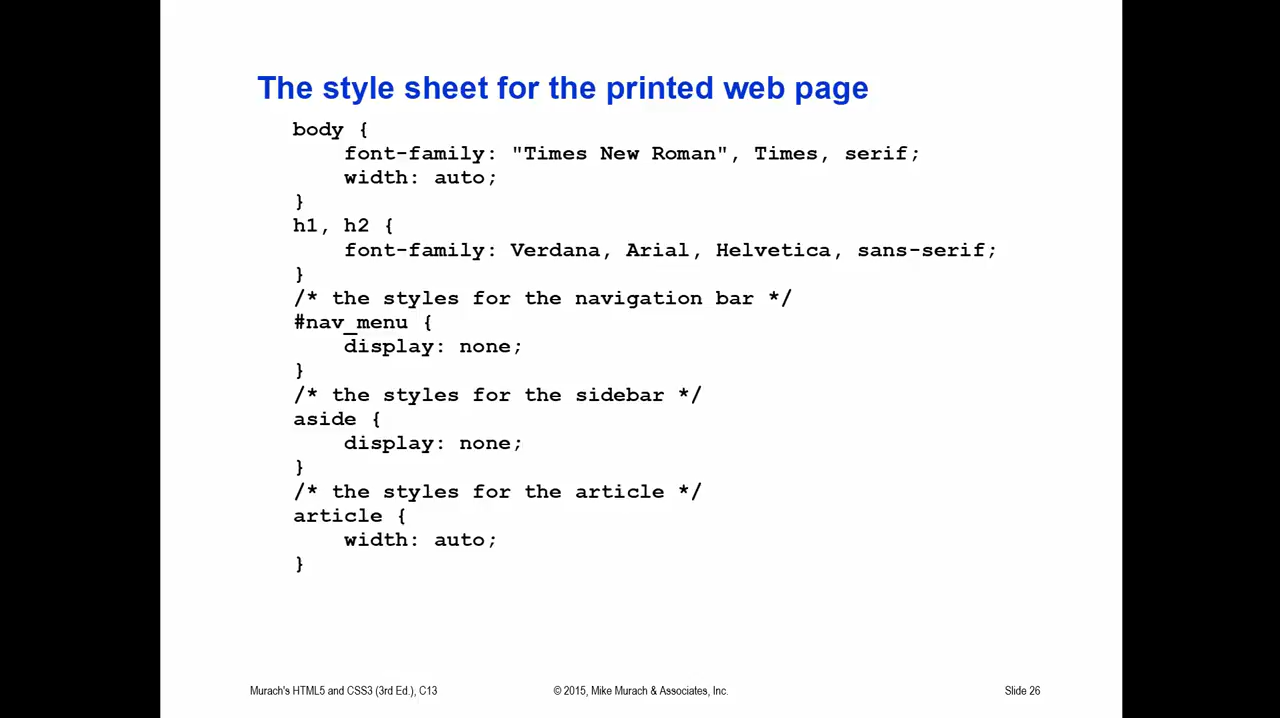 The style sheet for the printed web page
body {
    font-family: "Times New Roman", Times, serif;
    width: auto;
}
h1, h2 {
    font-family: Verdana, Arial, Helvetica, sans-serif;
}
/* the styles for the navigation bar */
#nav_menu {
    display: none;
}
/* the styles for the sidebar */
aside {
    display: none;
}
/* the styles for the article */
article {
    width: auto;
}
Murach's HTML5 and CSS3 (3rd Ed.), C13
© 2015, Mike Murach & Associates, Inc.
Slide 26